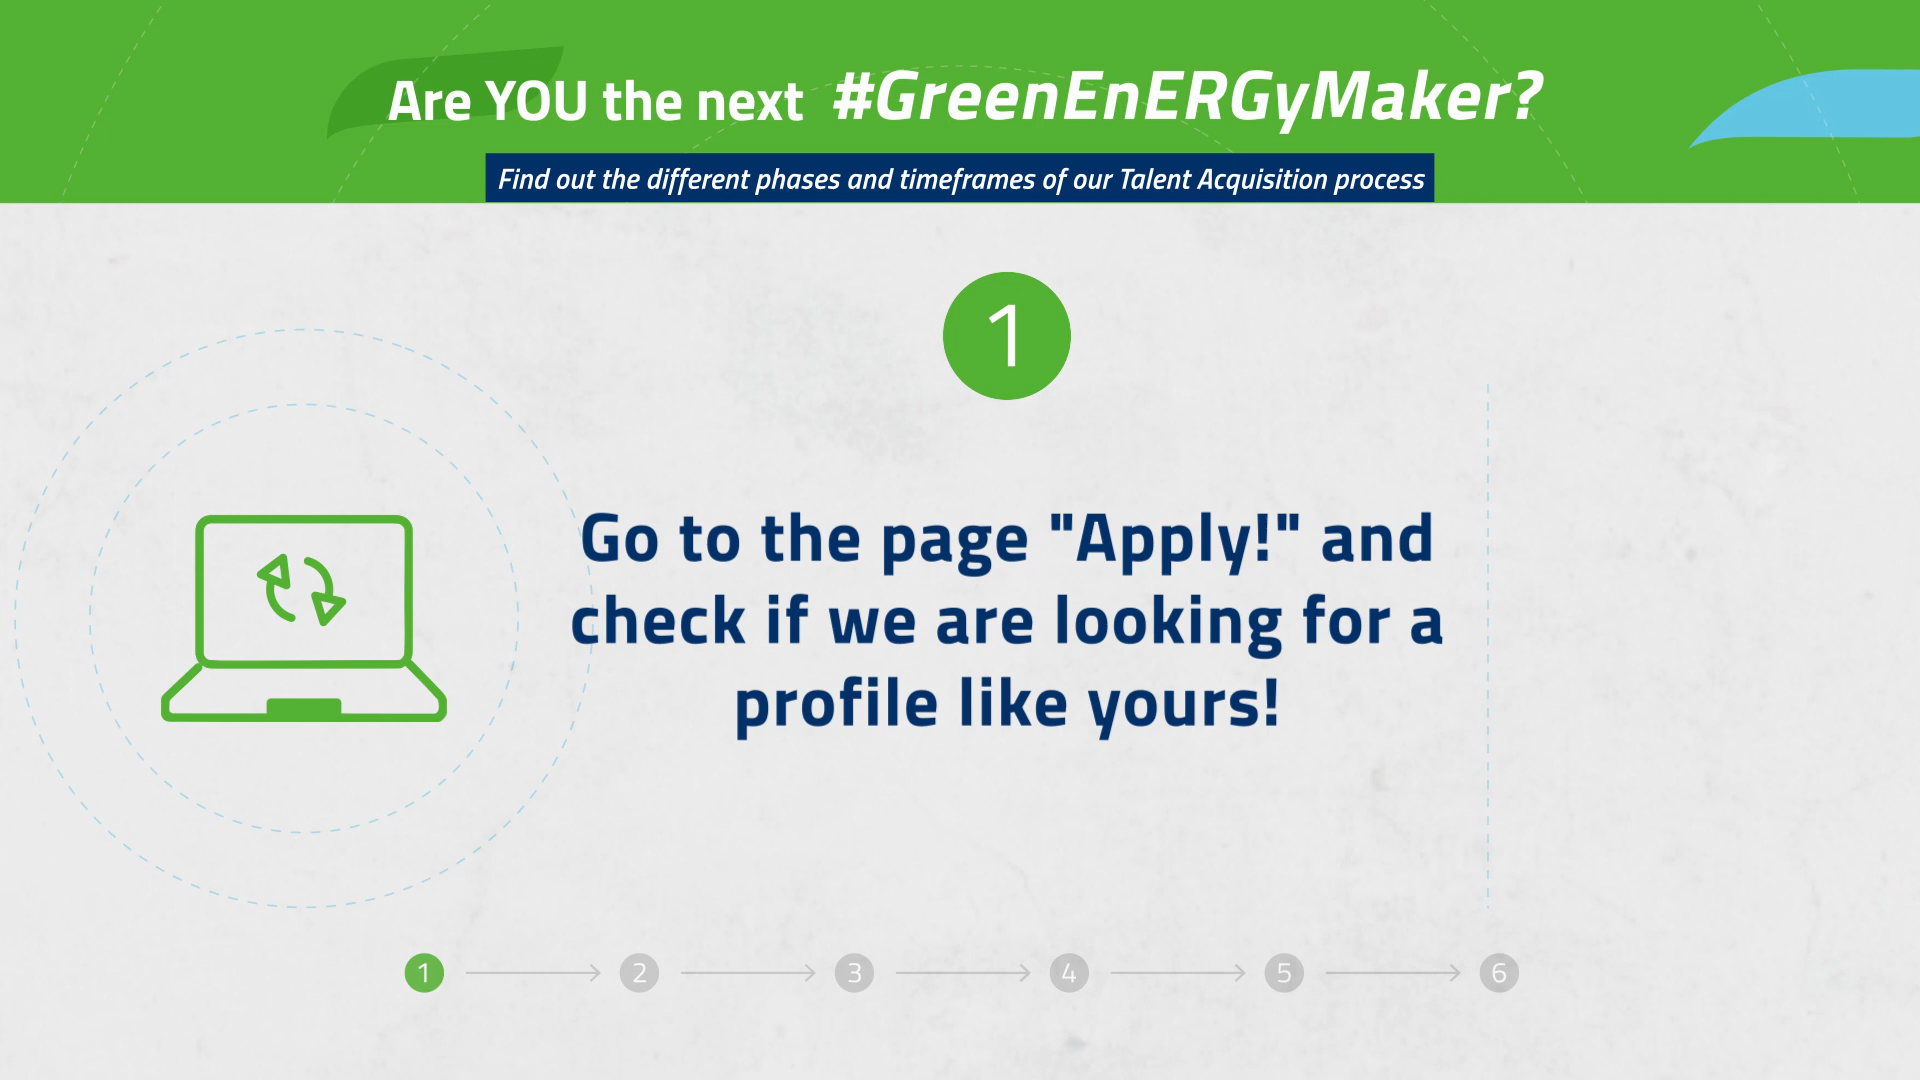 Are YOU the next #GreenEnERGyMaker?
Find out the different phases and timeframes of our Talent Acquisition process
1
Go to the page "Apply!" and
check if we are looking for a
profile like yours!
1 2 3 4 5 6